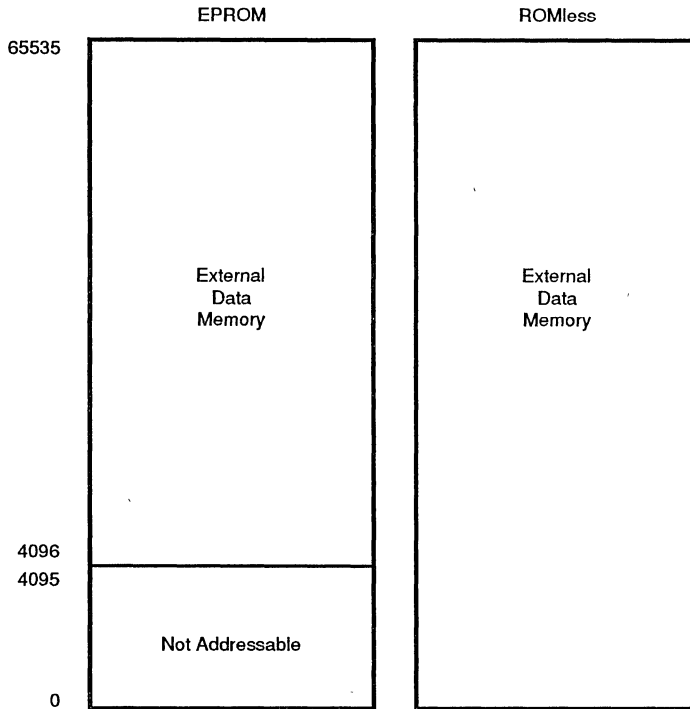 EPROM
ROMless
65535
External
Data
Memory
External
Data
Memory
4096
4095
Not Addressable
0